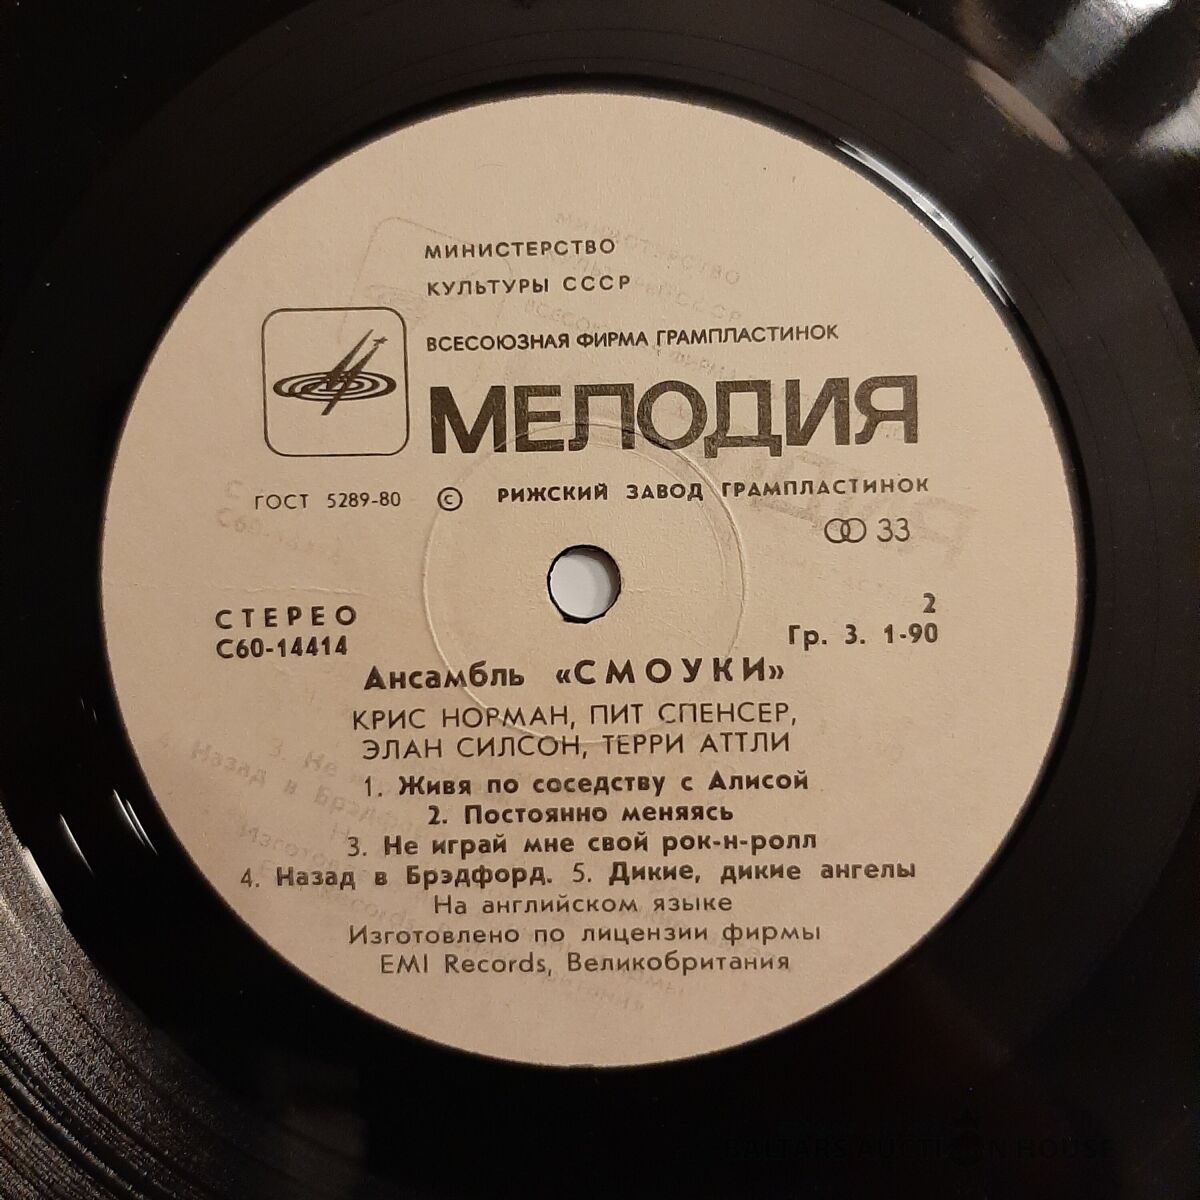 МИНИСТЕРСТВО
КУЛЬТУРЫ СССР
ВСЕСОЮЗНАЯ ФИРМА ГРАМПЛАСТИНОК
МЕЛОДИЯ
ГОСТ 5289-80 © РИЖСКИЙ ЗАВОД ГРАМПЛАСТИНОК
33
СТЕРЕО 2
С60-14414 Гр. 3. 1-90
Ансамбль «СМОУКИ»
КРИС НОРМАН, ПИТ СПЕНСЕР,
ЭЛАН СИЛСОН, ТЕРРИ АТТЛИ
1. Живя по соседству с Алисой
2. Постоянно меняясь
3. Не играй мне свой рок-н-ролл
4. Назад в Брэдфорд. 5. Дикие, дикие ангелы
На английском языке
Изготовлено по лицензии фирмы
EMI Records, Великобритания
BALTARS AUCTION HOUSE